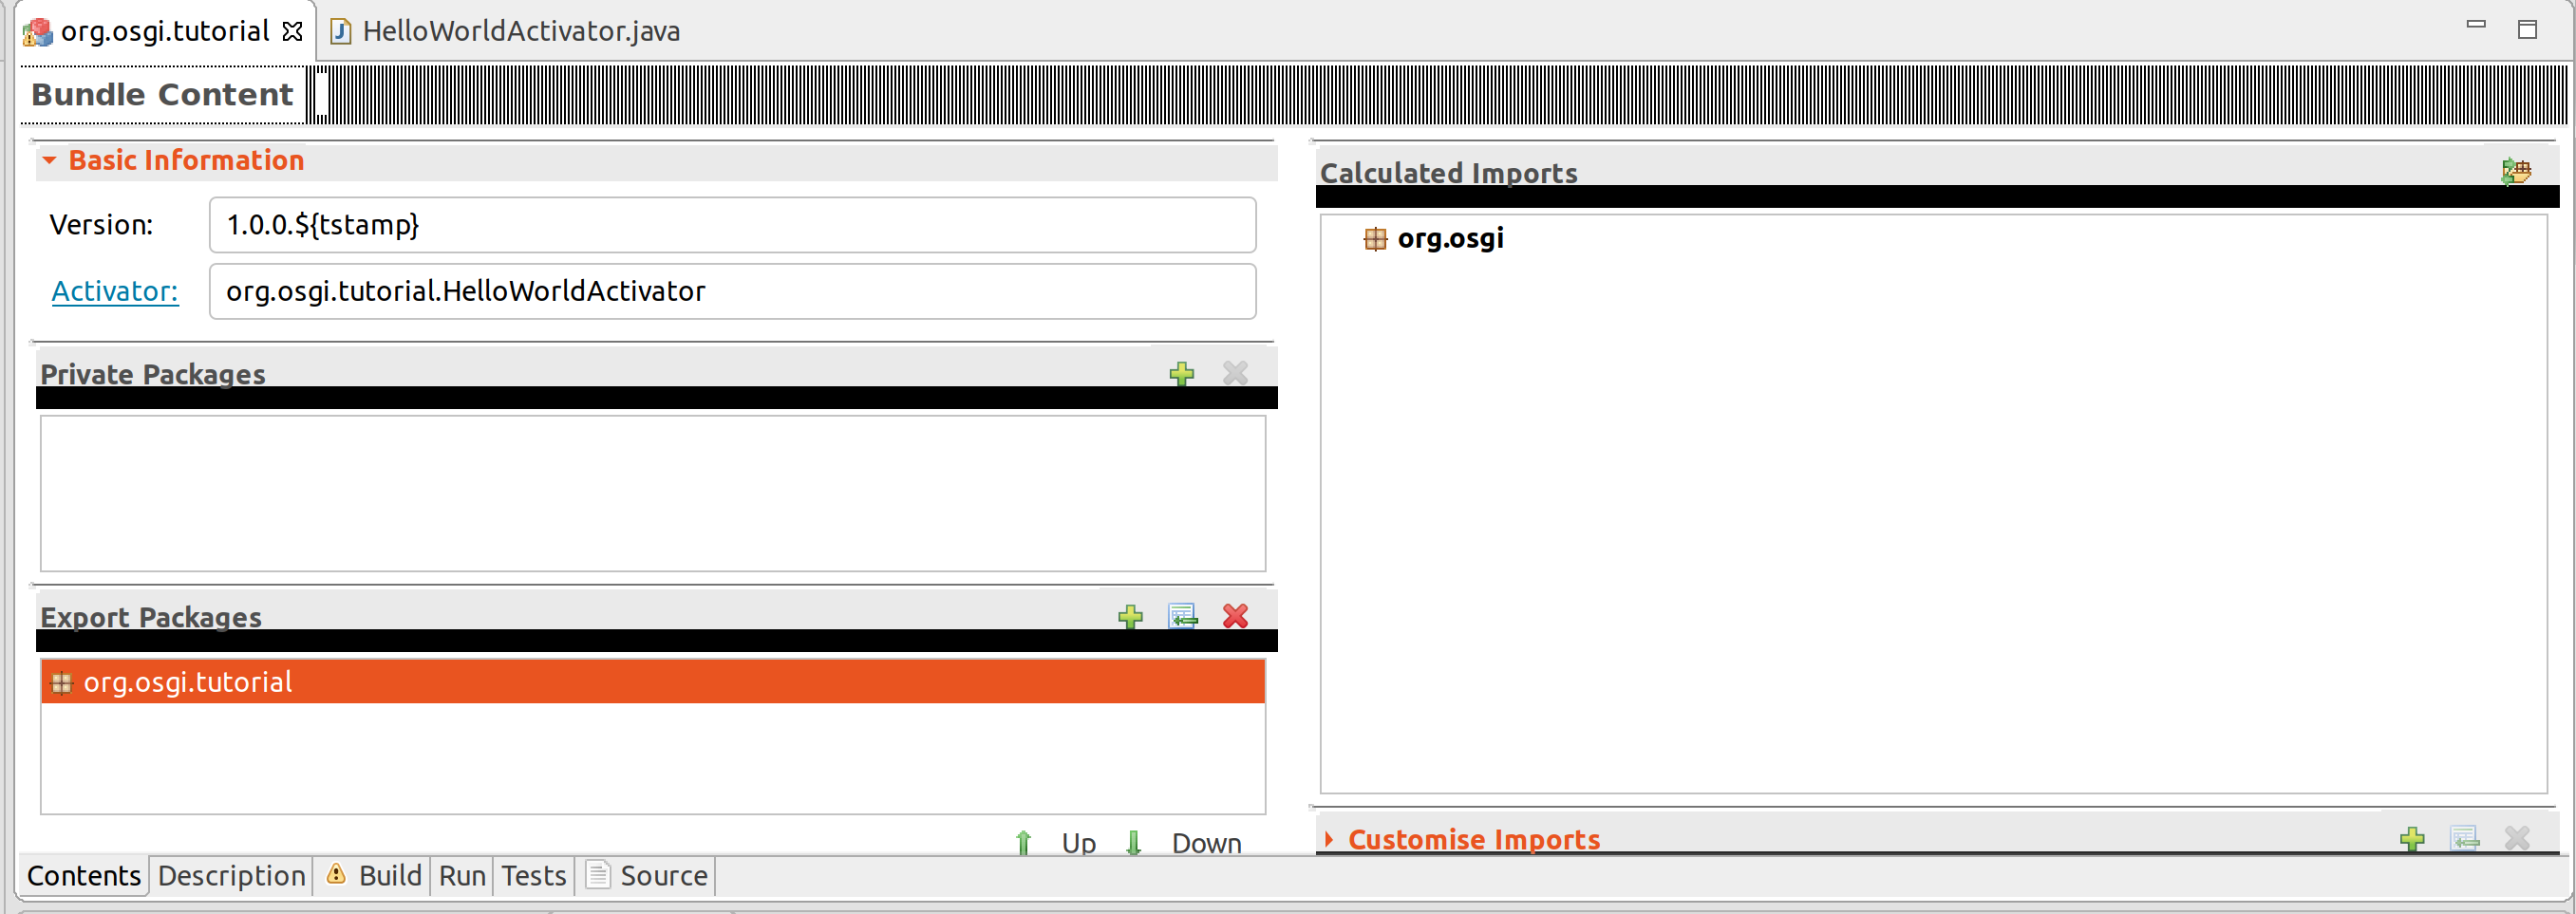 org.osgi.tutorial HelloWorldActivator.java
Bundle Content
Basic Information
Version: 1.0.0.${tstamp}
Activator: org.osgi.tutorial.HelloWorldActivator
Private Packages
Export Packages
org.osgi.tutorial
Up Down
Calculated Imports
org.osgi
Customise Imports
Contents Description Build Run Tests Source